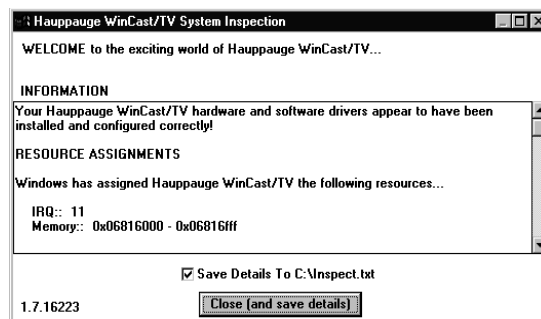 Hauppauge WinCast/TV System Inspection
WELCOME to the exciting world of Hauppauge WinCast/TV...
INFORMATION
Your Hauppauge WinCast/TV hardware and software drivers appear to have been
installed and configured correctly!
RESOURCE ASSIGNMENTS
Windows has assigned Hauppauge WinCast/TV the following resources...
IRQ:: 11
Memory:: 0x06816000 - 0x06816fff
Save Details To C:\Inspect.txt
1.7.16223
Close (and save details)